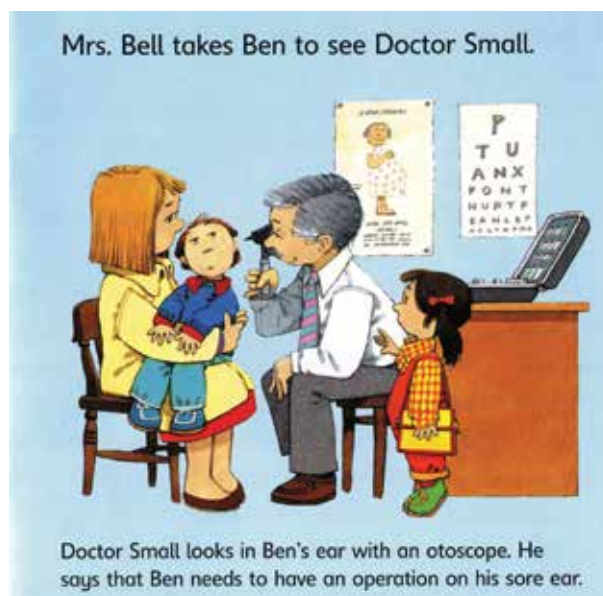 Mrs. Bell takes Ben to see Doctor Small.
P
T U
A N X
P O N T
Doctor Small looks in Ben's ear with an otoscope. He
says that Ben needs to have an operation on his sore ear.